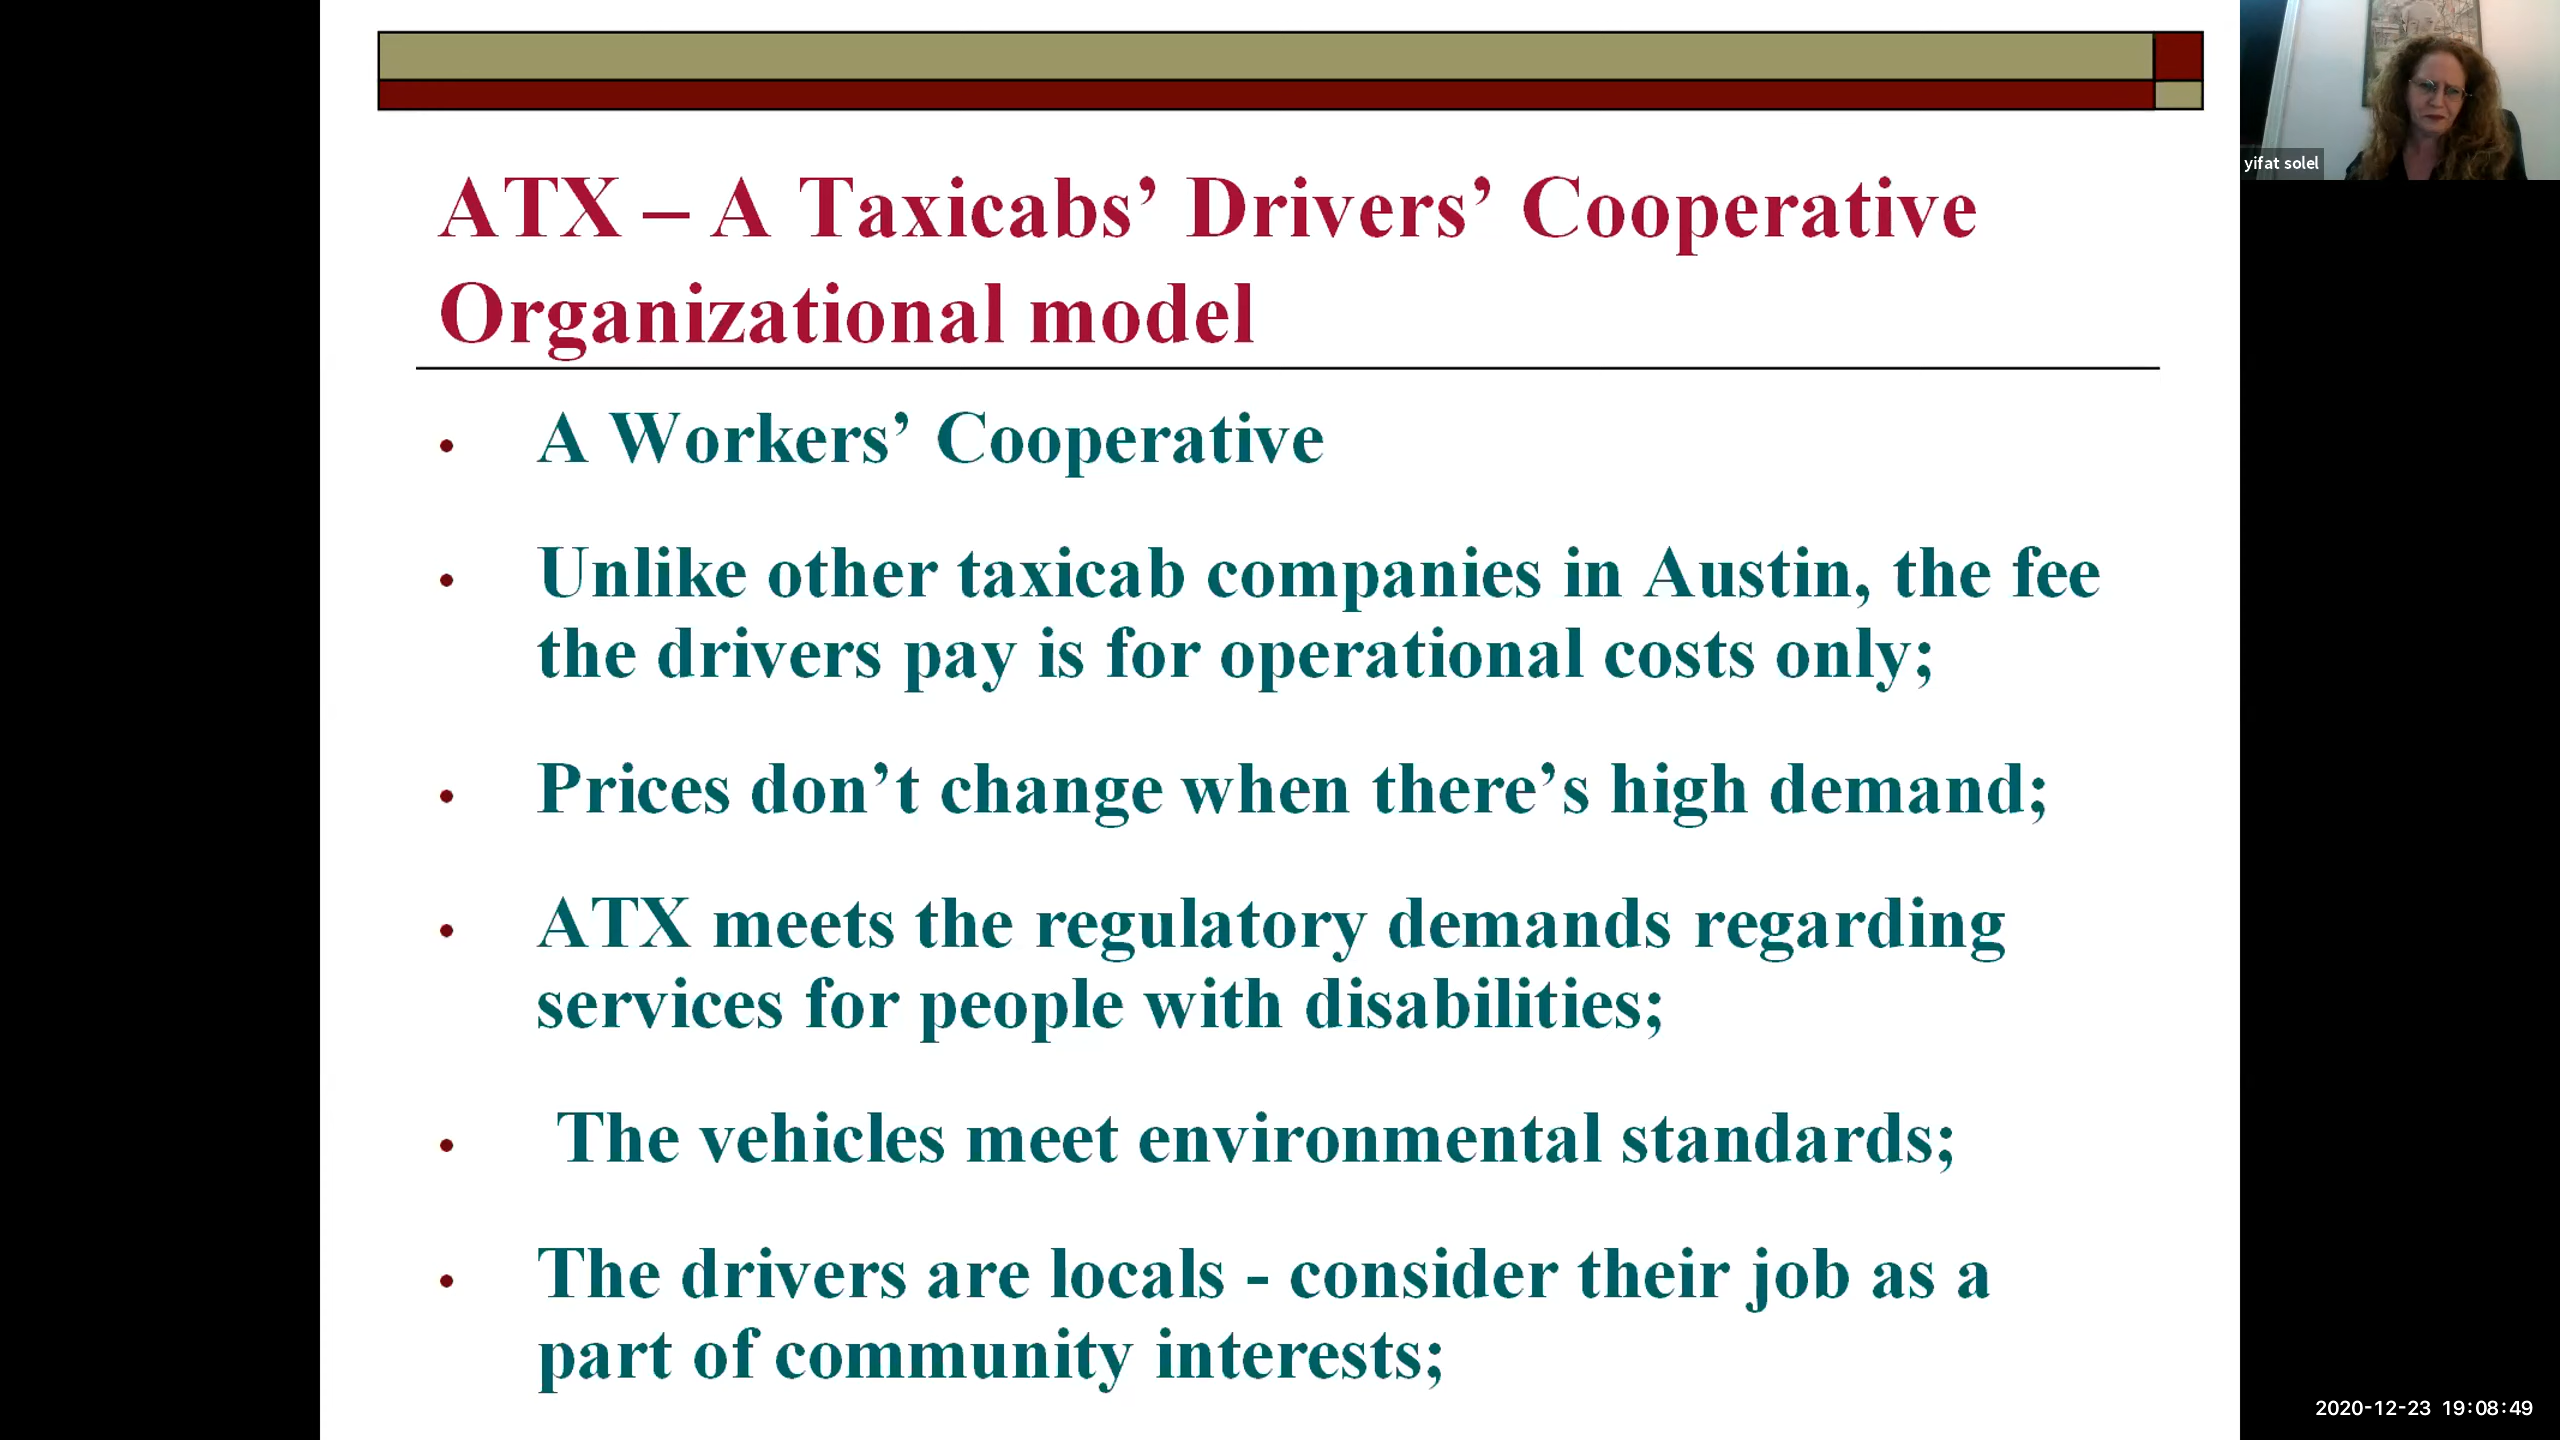 ATX – A Taxicabs’ Drivers’ Cooperative
Organizational model
• A Workers’ Cooperative
• Unlike other taxicab companies in Austin, the fee
the drivers pay is for operational costs only;
• Prices don’t change when there’s high demand;
• ATX meets the regulatory demands regarding
services for people with disabilities;
• The vehicles meet environmental standards;
• The drivers are locals - consider their job as a
part of community interests;
yifat solel
2020-12-23 19:08:49